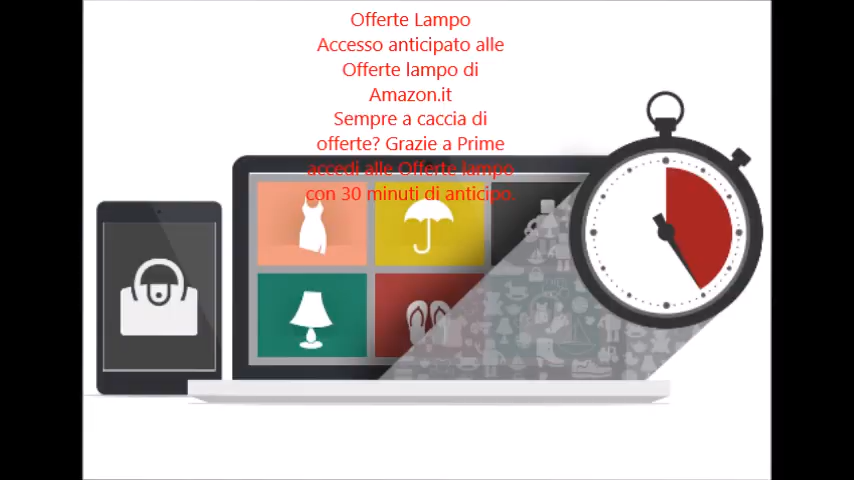 Offerte Lampo
Accesso anticipato alle
Offerte lampo di
Amazon.it
Sempre a caccia di
offerte? Grazie a Prime
accedi alle Offerte lampo
con 30 minuti di anticipo.